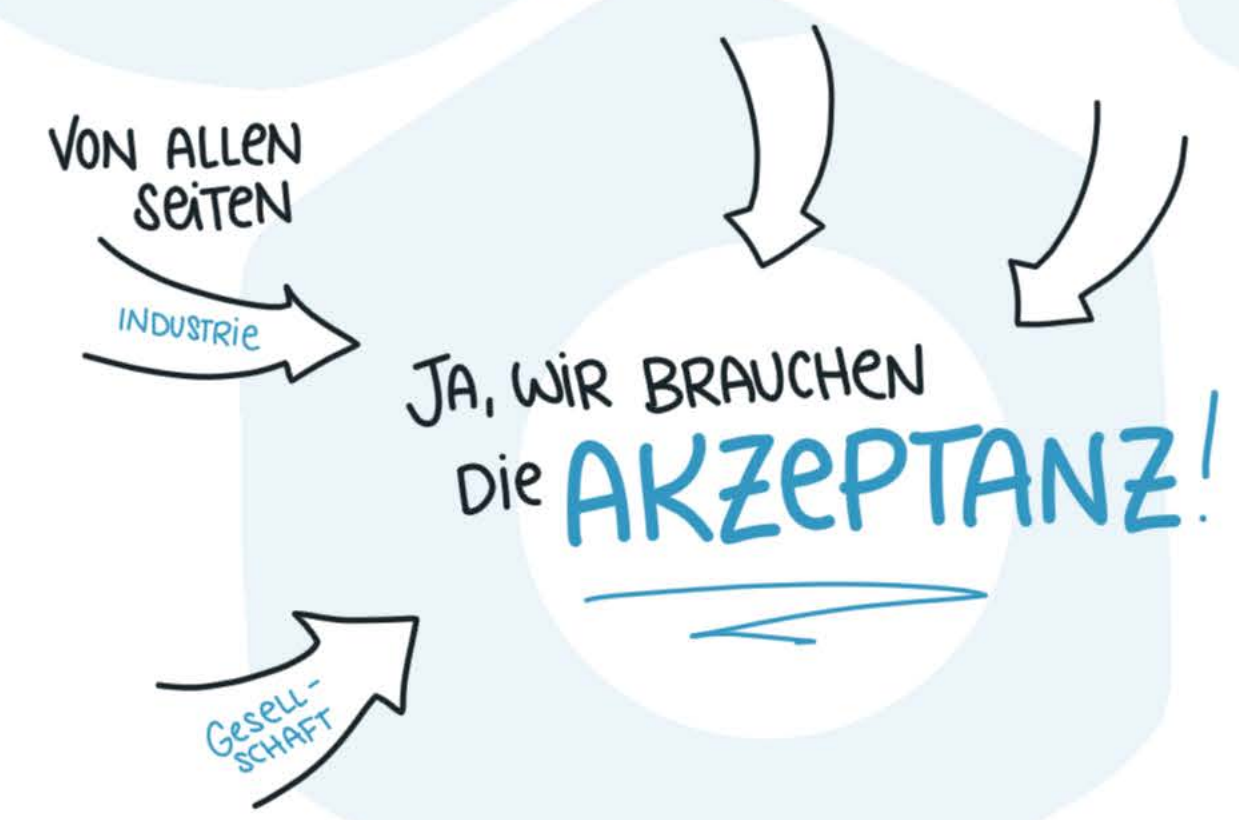 VON ALLEN
SEITEN
INDUSTRIE
JA, WIR BRAUCHEN
DIE AKZEPTANZ!
GESELL-
SCHAFT